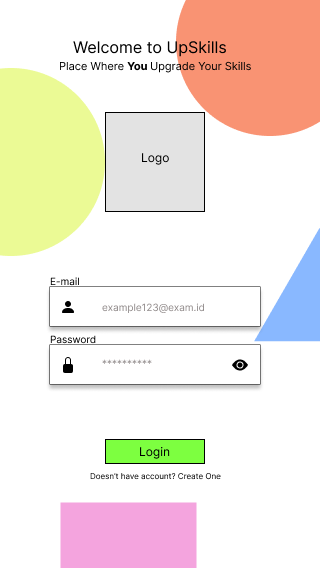 Welcome to UpSkills
Place Where You Upgrade Your Skills
Logo
E-mail
example123@exam.id
Password
**********
Login
Doesn't have account? Create One